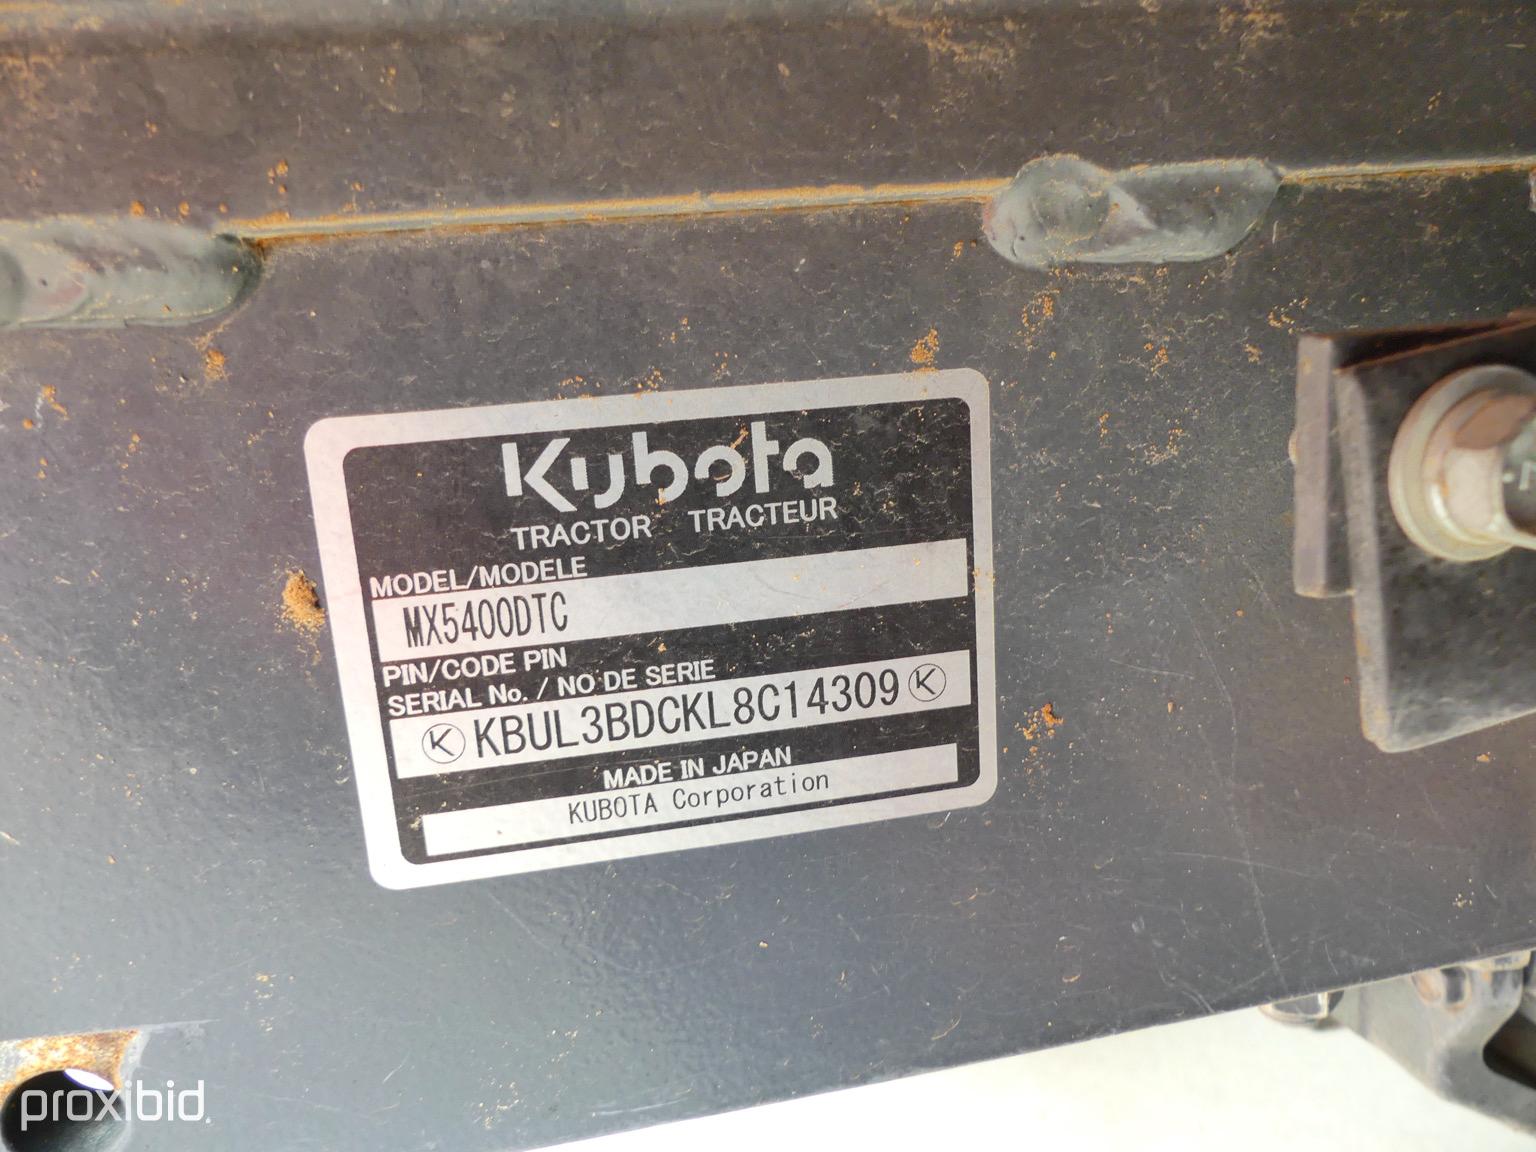 Kubota
TRACTOR TRACTEUR
MODEL/MODELE
MX5400DTC
PIN/CODE PIN
SERIAL No. / NO DE SERIE
K KBUL3BDCKL8C14309 K
MADE IN JAPAN
KUBOTA Corporation
proxibid.